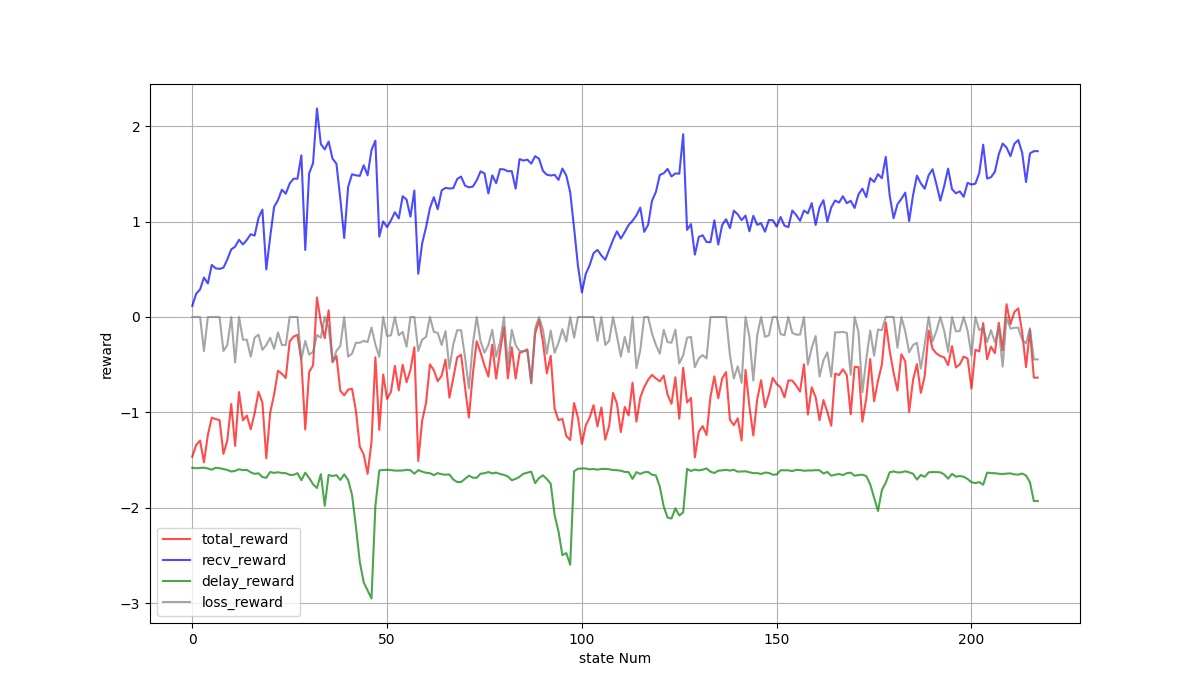 2
1
0
−1
−2
−3
reward
total_reward
recv_reward
delay_reward
loss_reward
0 50 100 150 200
state Num